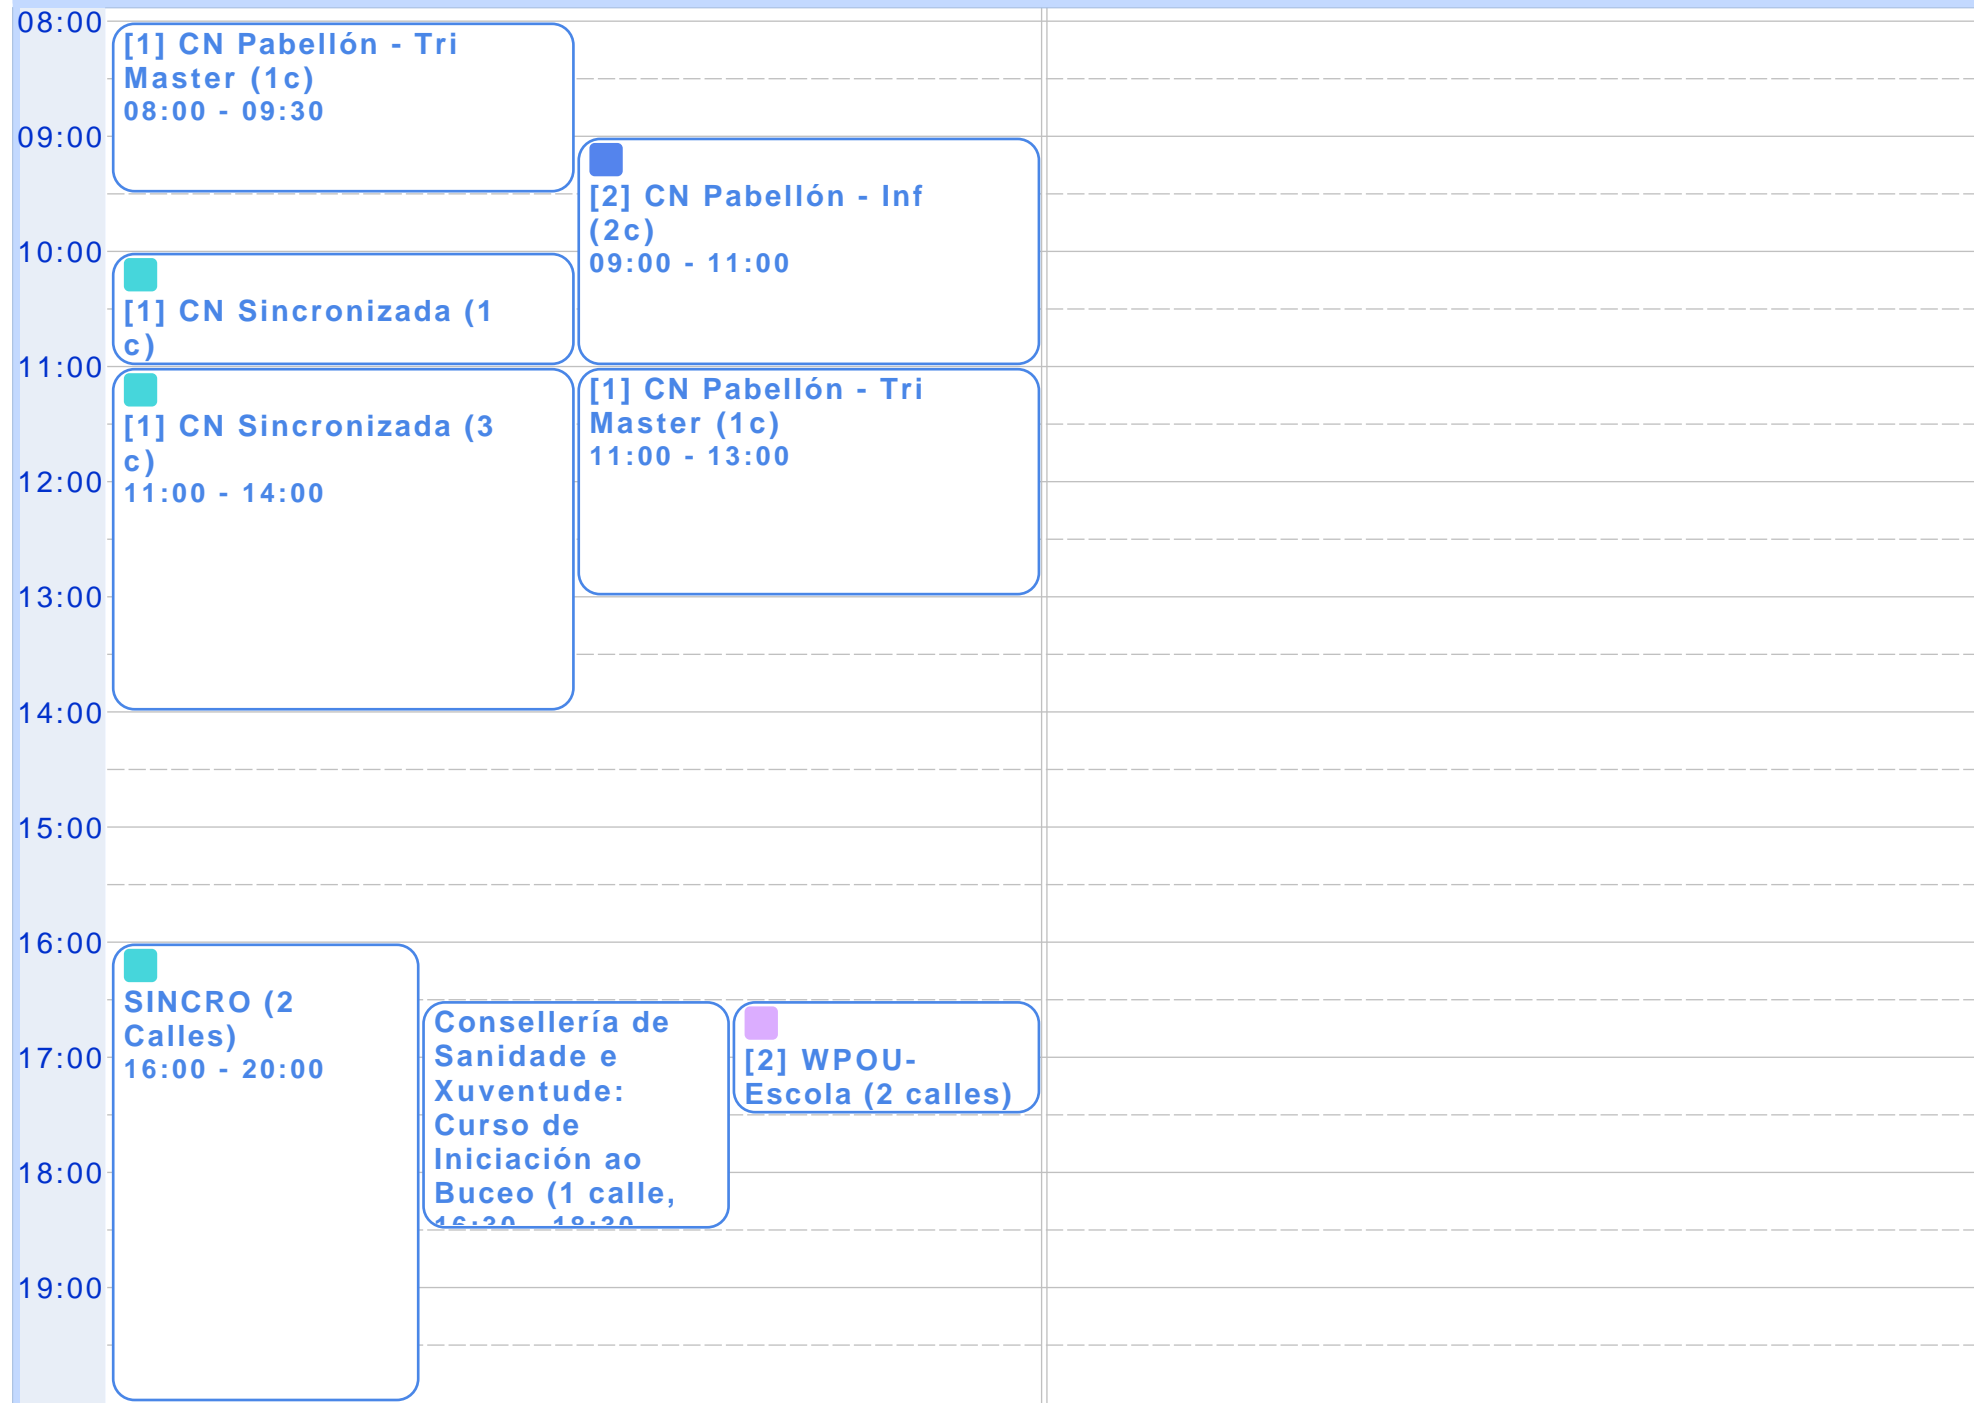 08:00
09:00
10:00
11:00
12:00
13:00
14:00
15:00
16:00
17:00
18:00
19:00
[1] CN Pabellón - Tri
Master (1c)
08:00 - 09:30
[2] CN Pabellón - Inf
(2c)
09:00 - 11:00
[1] CN Sincronizada (1
c)
[1] CN Sincronizada (3
c)
11:00 - 14:00
[1] CN Pabellón - Tri
Master (1c)
11:00 - 13:00
SINCRO (2
Calles)
16:00 - 20:00
Consellería de
Sanidade e
Xuventude:
Curso de
Iniciación ao
Buceo (1 calle,
16:30 - 18:30
[2] WPOU-
Escola (2 calles)